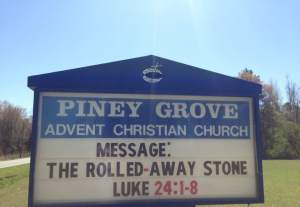 PINEY GROVE
ADVENT CHRISTIAN CHURCH
MESSAGE:
THE ROLLED-AWAY STONE
LUKE 24:1-8